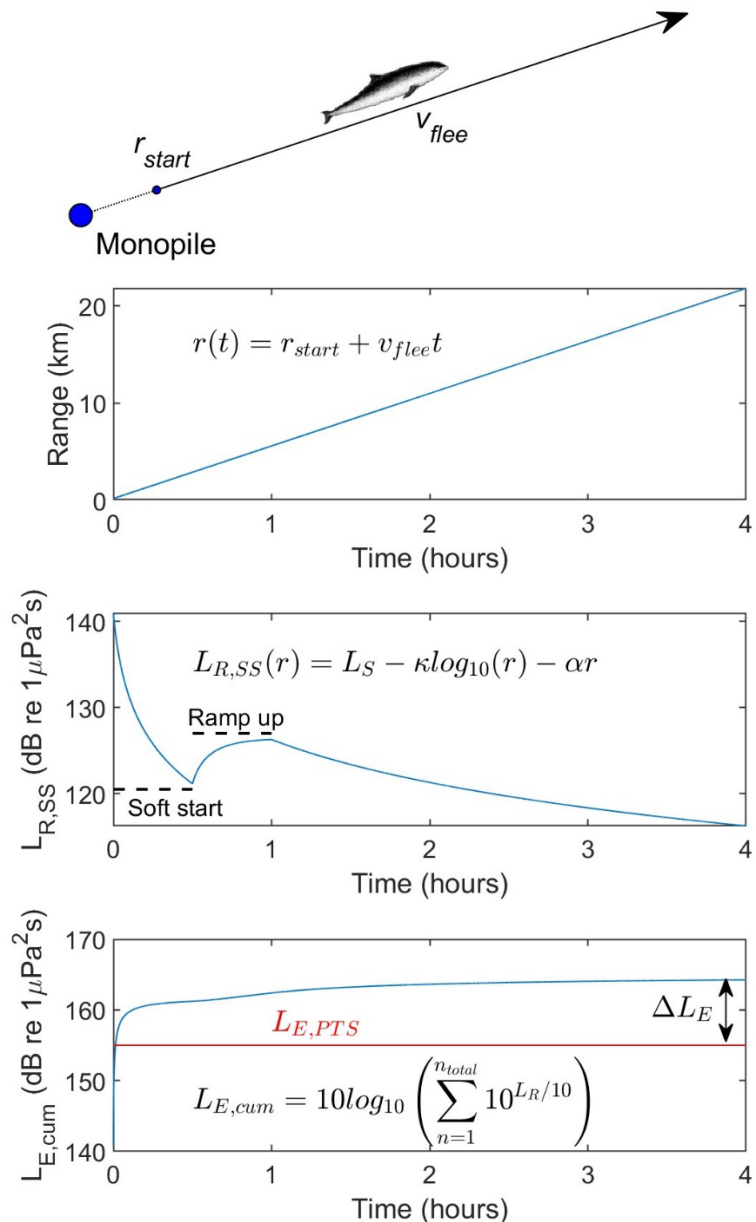 r_start
v_flee
Monopile
r(t) = r_start + v_flee t
Range (km)
20
10
0
0 1 2 3 4
Time (hours)
L_R,SS(r) = L_S − κlog₁₀(r) − αr
L_R,SS (dB re 1μPa²s)
140
130
120
Ramp up
Soft start
0 1 2 3 4
Time (hours)
L_E,cum (dB re 1μPa²s)
170
160
150
140
L_E,PTS
ΔL_E
L_E,cum = 10log₁₀(∑_{n=1}^{n_total} 10^{L_R/10})
0 1 2 3 4
Time (hours)